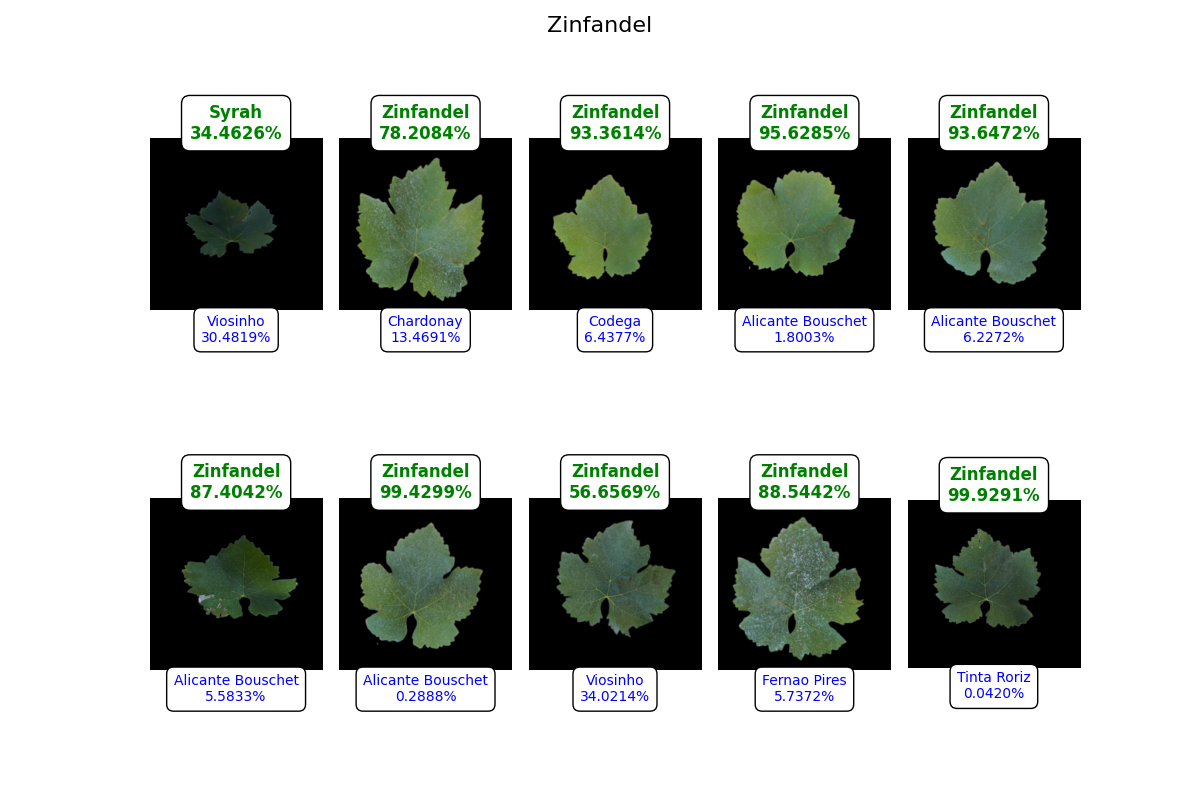 Zinfandel
Syrah
34.4626%
Zinfandel
78.2084%
Zinfandel
93.3614%
Zinfandel
95.6285%
Zinfandel
93.6472%
Viosinho
30.4819%
Chardonay
13.4691%
Codega
6.4377%
Alicante Bouschet
1.8003%
Alicante Bouschet
6.2272%
Zinfandel
87.4042%
Zinfandel
99.4299%
Zinfandel
56.6569%
Zinfandel
88.5442%
Zinfandel
99.9291%
Alicante Bouschet
5.5833%
Alicante Bouschet
0.2888%
Viosinho
34.0214%
Fernao Pires
5.7372%
Tinta Roriz
0.0420%